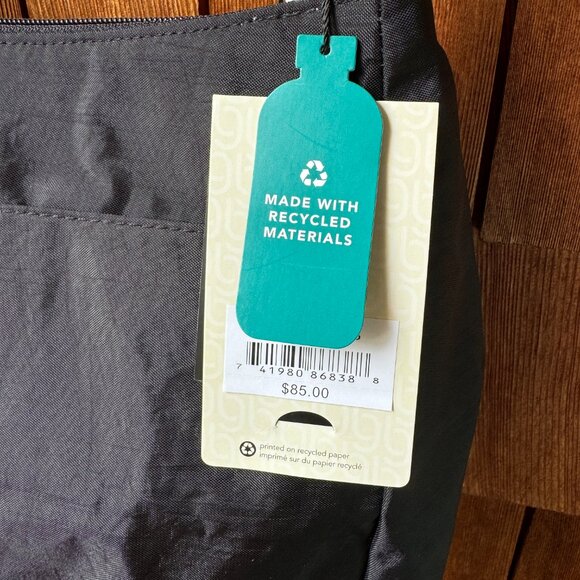 MADE WITH
RECYCLED
MATERIALS
7 41980 86838 8
$85.00
printed on recycled paper
imprimé sur du papier recyclé